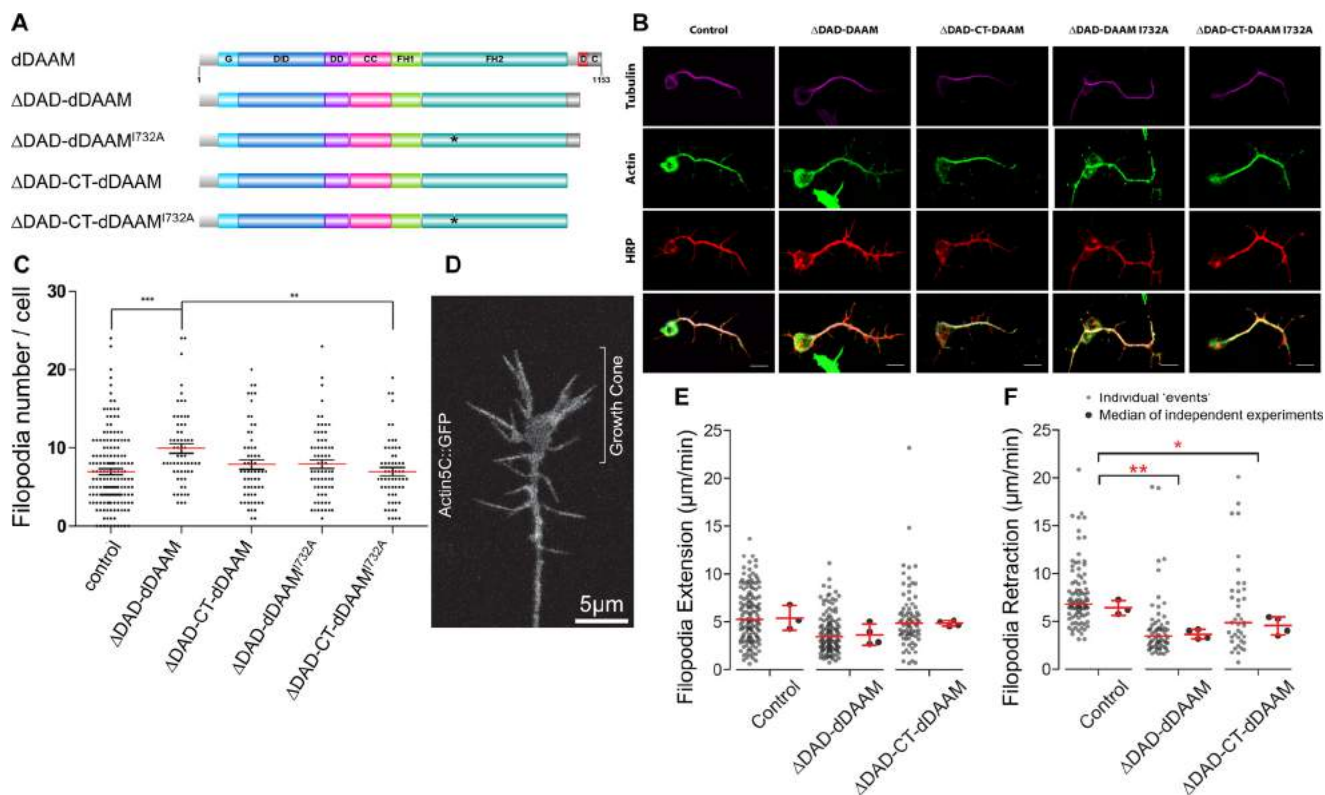 A
dDAAM
G DID DD CC FH1 FH2 D C
1 1153
ΔDAD-dDAAM
ΔDAD-dDAAM^I732A
*
ΔDAD-CT-dDAAM
ΔDAD-CT-dDAAM^I732A
*
B
Control ΔDAD-DAAM ΔDAD-CT-DAAM ΔDAD-DAAM I732A ΔDAD-CT-DAAM I732A
Tubulin
Actin
HRP
C
Filopodia number / cell
30
20
10
0
***
**
control
ΔDAD-dDAAM
ΔDAD-CT-dDAAM
ΔDAD-dDAAM^I732A
ΔDAD-CT-dDAAM^I732A
D
Actin5C::GFP
Growth Cone
5μm
E
Filopodia Extension (μm/min)
25
20
15
10
5
0
Control
ΔDAD-dDAAM
ΔDAD-CT-dDAAM
F
Individual 'events'
Median of independent experiments
Filopodia Retraction (μm/min)
25
20
15
10
5
0
*
**
Control
ΔDAD-dDAAM
ΔDAD-CT-dDAAM